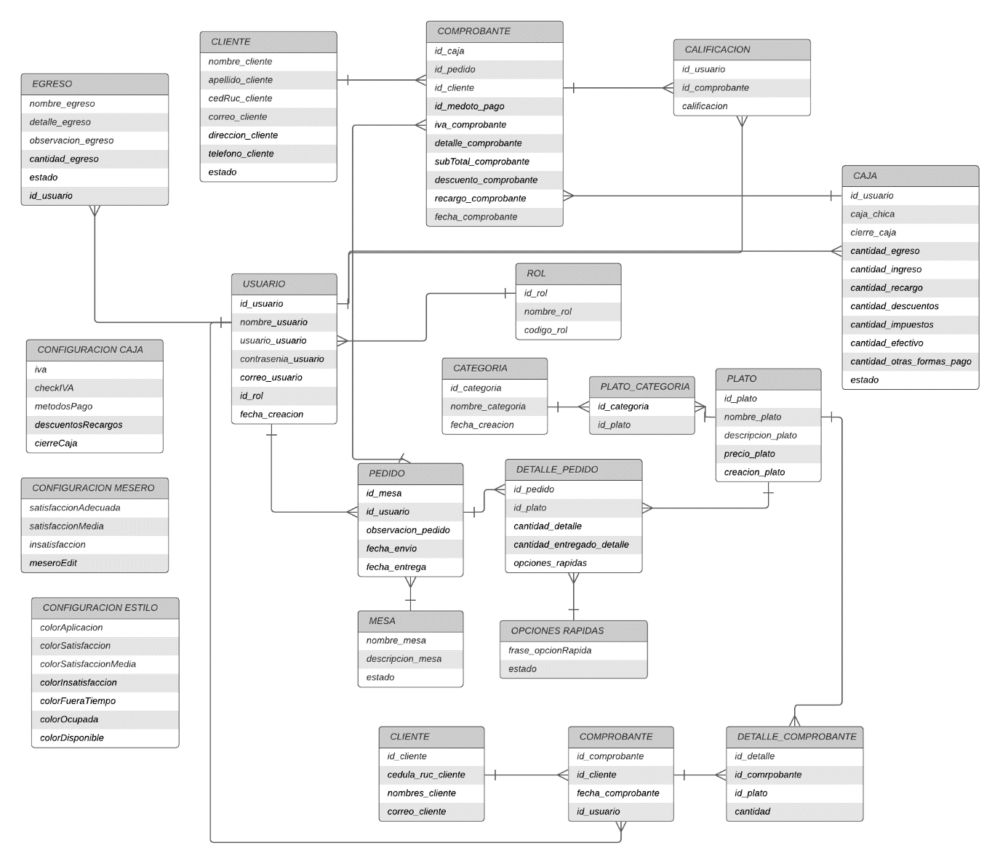 CLIENTE
nombre_cliente
apellido_cliente
cedRuc_cliente
correo_cliente
direccion_cliente
telefono_cliente
estado
COMPROBANTE
id_caja
id_pedido
id_cliente
id_medoto_pago
iva_comprobante
detalle_comprobante
subTotal_comprobante
descuento_comprobante
recargo_comprobante
fecha_comprobante
CALIFICACION
id_usuario
id_comprobante
calificacion
EGRESO
nombre_egreso
detalle_egreso
observacion_egreso
cantidad_egreso
estado
id_usuario
CAJA
id_usuario
caja_chica
cierre_caja
cantidad_egreso
cantidad_ingreso
cantidad_recargo
cantidad_descuentos
cantidad_impuestos
cantidad_efectivo
cantidad_otras_formas_pago
estado
USUARIO
id_usuario
nombre_usuario
usuario_usuario
contrasenia_usuario
correo_usuario
id_rol
fecha_creacion
ROL
id_rol
nombre_rol
codigo_rol
CONFIGURACION CAJA
iva
checkIVA
metodosPago
descuentosRecargos
cierreCaja
CATEGORIA
id_categoria
nombre_categoria
fecha_creacion
PLATO_CATEGORIA
id_categoria
id_plato
PLATO
id_plato
nombre_plato
descripcion_plato
precio_plato
creacion_plato
CONFIGURACION MESERO
satisfaccionAdecuada
satisfaccionMedia
insatisfaccion
meseroEdit
PEDIDO
id_mesa
id_usuario
observacion_pedido
fecha_envio
fecha_entrega
DETALLE_PEDIDO
id_pedido
id_plato
cantidad_detalle
cantidad_entregado_detalle
opciones_rapidas
CONFIGURACION ESTILO
colorAplicacion
colorSatisfaccion
colorSatisfaccionMedia
colorInsatisfaccion
colorFueraTiempo
colorOcupada
colorDisponible
MESA
nombre_mesa
descripcion_mesa
estado
OPCIONES RAPIDAS
frase_opcionRapida
estado
CLIENTE
id_cliente
cedula_ruc_cliente
nombres_cliente
correo_cliente
COMPROBANTE
id_comprobante
id_cliente
fecha_comprobante
id_usuario
DETALLE_COMPROBANTE
id_detalle
id_comrpobante
id_plato
cantidad